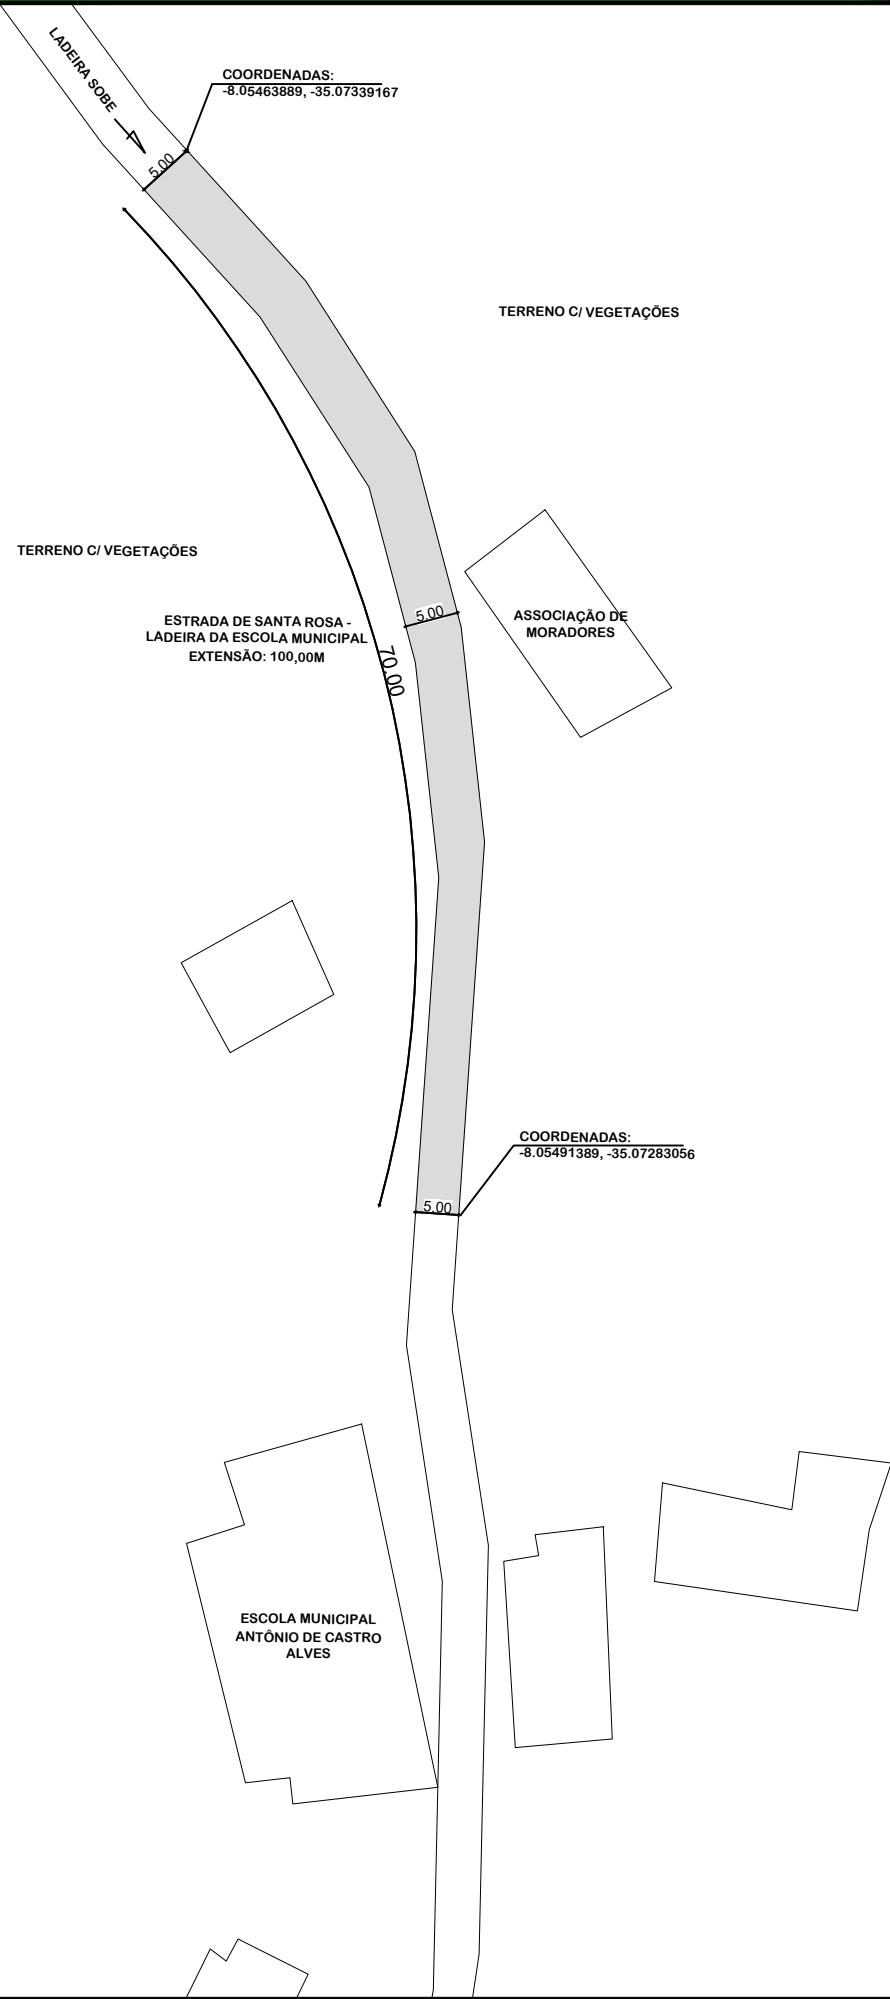 LADEIRA SOBE
COORDENADAS:
-8.05463889, -35.07339167
5.00
TERRENO C/ VEGETAÇÕES
TERRENO C/ VEGETAÇÕES
ESTRADA DE SANTA ROSA -
LADEIRA DA ESCOLA MUNICIPAL
EXTENSÃO: 100,00M
70.00
5.00
ASSOCIAÇÃO DE
MORADORES
COORDENADAS:
-8.05491389, -35.07283056
5.00
ESCOLA MUNICIPAL
ANTÔNIO DE CASTRO
ALVES